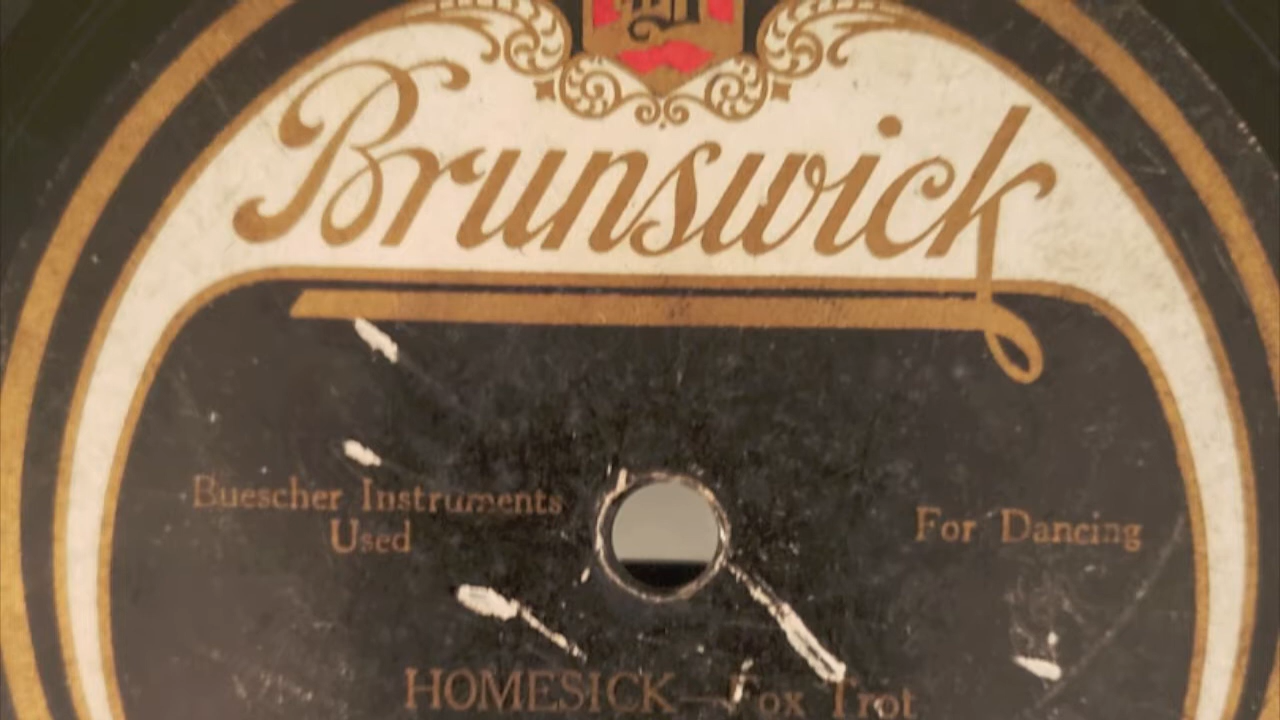 Brunswick
Buescher Instruments
Used
For Dancing
HOMESICK—Fox Trot